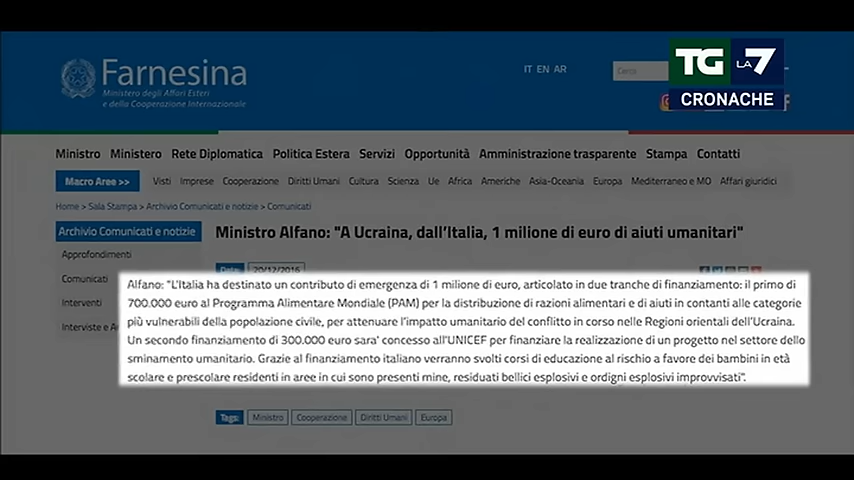 Farnesina
Ministero degli Affari Esteri
e della Cooperazione Internazionale
IT EN AR
Cerca
TG LA 7
CRONACHE
Ministro Ministero Rete Diplomatica Politica Estera Servizi Opportunità Amministrazione trasparente Stampa Contatti
Macro Aree >> Visti Imprese Cooperazione Diritti Umani Cultura Scienza Ue Africa Americhe Asia-Oceania Europa Mediterraneo e MO Affari giuridici
Home > Sala Stampa > Archivio Comunicati e notizie > Comunicati
Archivio Comunicati e notizie
Approfondimenti
Comunicati
Interventi
Interviste e
Ministro Alfano: "A Ucraina, dall'Italia, 1 milione di euro di aiuti umanitari"
Data: 20/12/2016
Alfano: "L'Italia ha destinato un contributo di emergenza di 1 milione di euro, articolato in due tranche di finanziamento: il primo di
700.000 euro al Programma Alimentare Mondiale (PAM) per la distribuzione di razioni alimentari e di aiuti in contanti alle categorie
più vulnerabili della popolazione civile, per attenuare l'impatto umanitario del conflitto in corso nelle Regioni orientali dell'Ucraina.
Un secondo finanziamento di 300.000 euro sara' concesso all'UNICEF per finanziare la realizzazione di un progetto nel settore dello
sminamento umanitario. Grazie al finanziamento italiano verranno svolti corsi di educazione al rischio a favore dei bambini in età
scolare e prescolare residenti in aree in cui sono presenti mine, residuati bellici esplosivi e ordigni esplosivi improvvisati".
Tags: Ministro Cooperazione Diritti Umani Europa